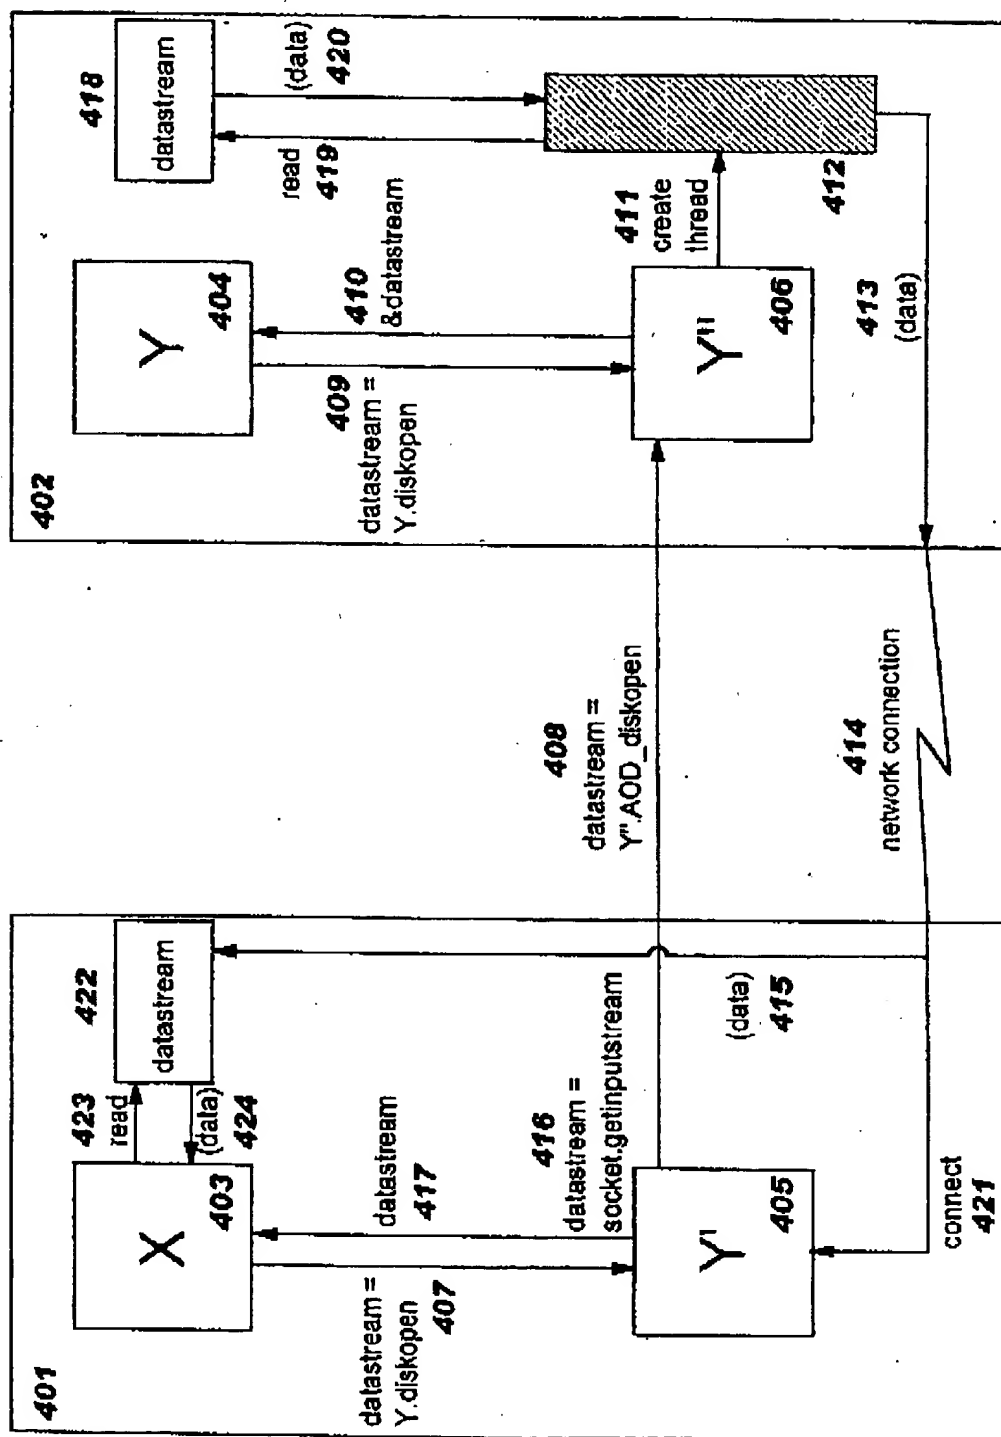 401
X
403
423
read
(data)
424
422
datastream
datastream =
Y.diskopen
407
datastream
417
416
datastream =
socket.getinputstream
Y'
405
(data)
415
connect
421
408
datastream =
Y".AOD_diskopen
414
network connection
402
Y
404
418
datastream
409
datastream =
Y.diskopen
410
&datastream
read
419
(data)
420
Y"
406
411
create
thread
412
413
(data)